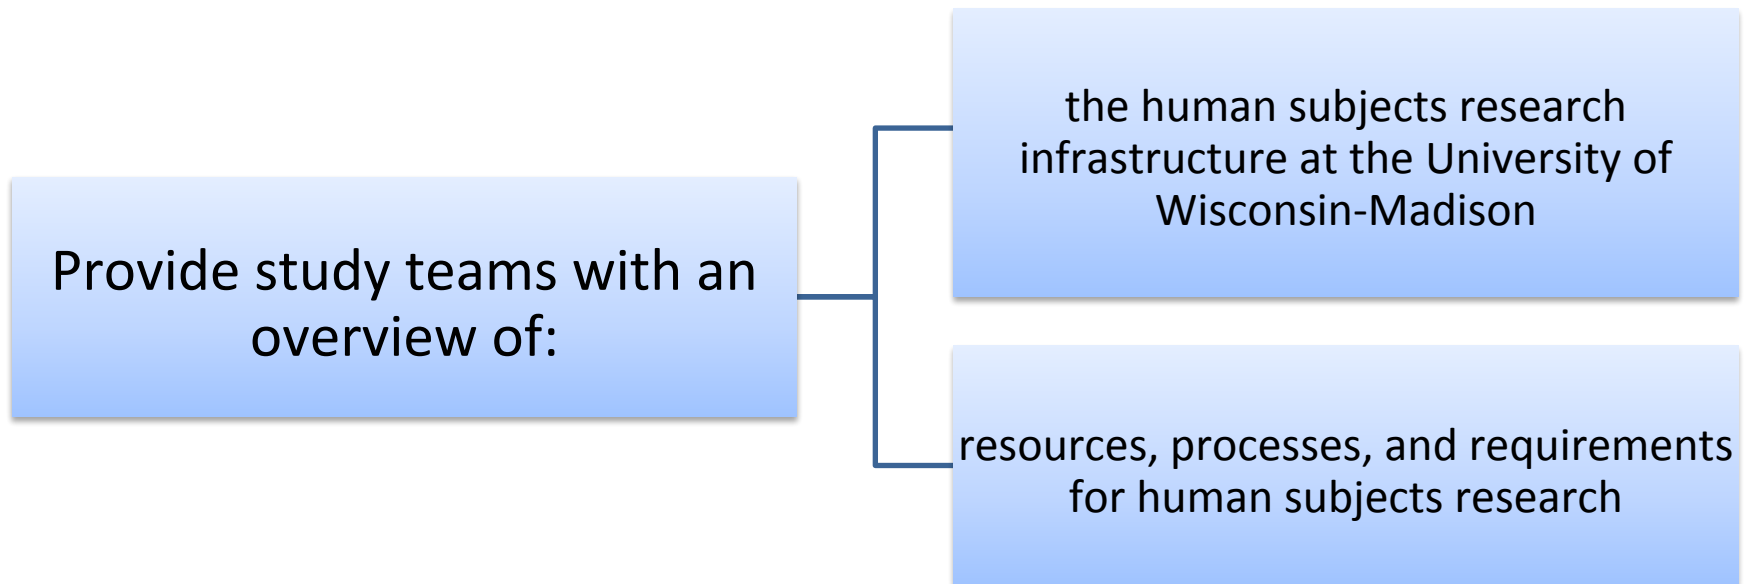 Provide study teams with an
overview of:
the human subjects research
infrastructure at the University of
Wisconsin-Madison
resources, processes, and requirements
for human subjects research